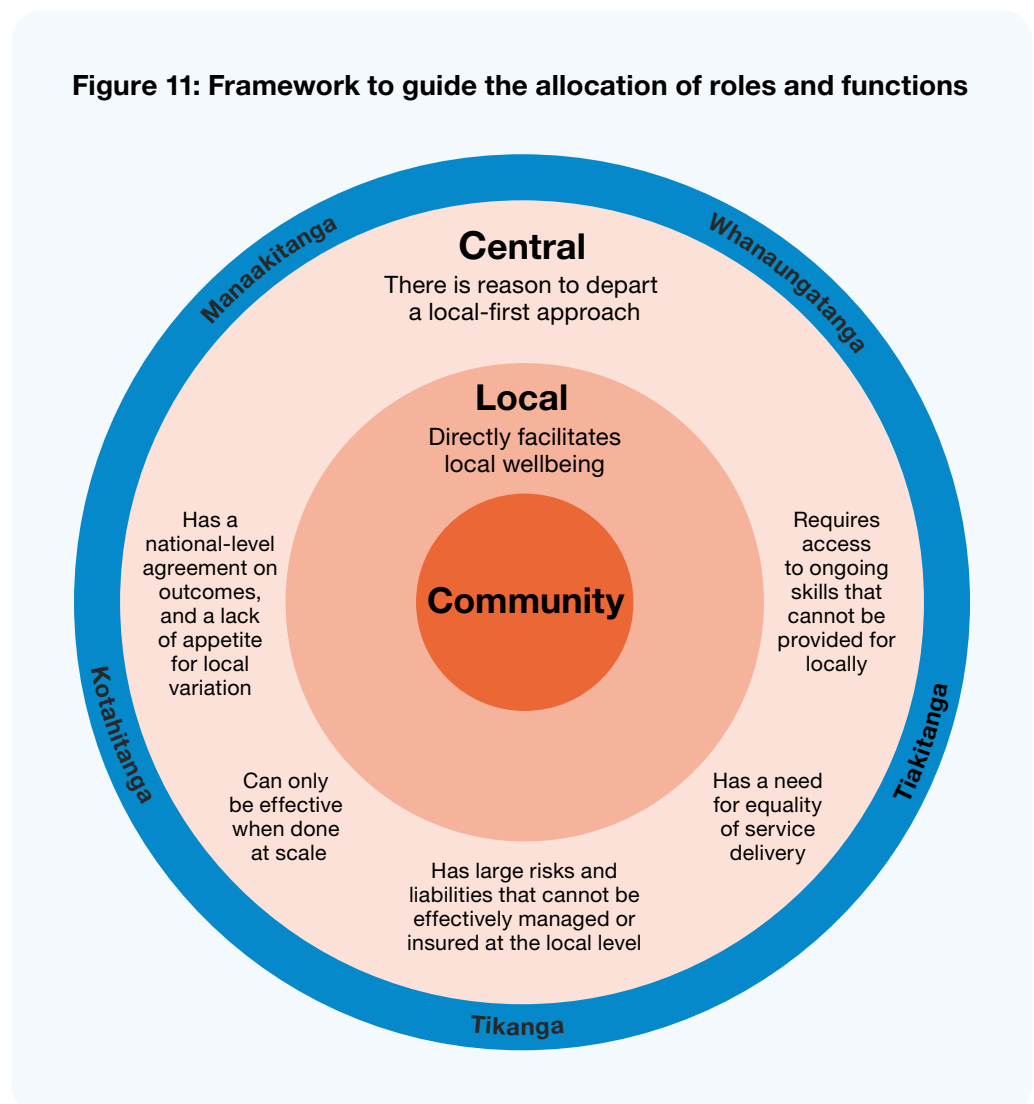 Figure 11: Framework to guide the allocation of roles and functions
Manaakitanga
Whanaungatanga
Central
There is reason to depart
a local-first approach
Local
Directly facilitates
local wellbeing
Community
Has a
national-level
agreement on
outcomes,
and a lack
of appetite
for local
variation
Requires
access
to ongoing
skills that
cannot be
provided for
locally
Kotahitanga
Tiakitanga
Can only
be effective
when done
at scale
Has a need
for equality
of service
delivery
Has large risks and
liabilities that cannot be
effectively managed or
insured at the local level
Tikanga